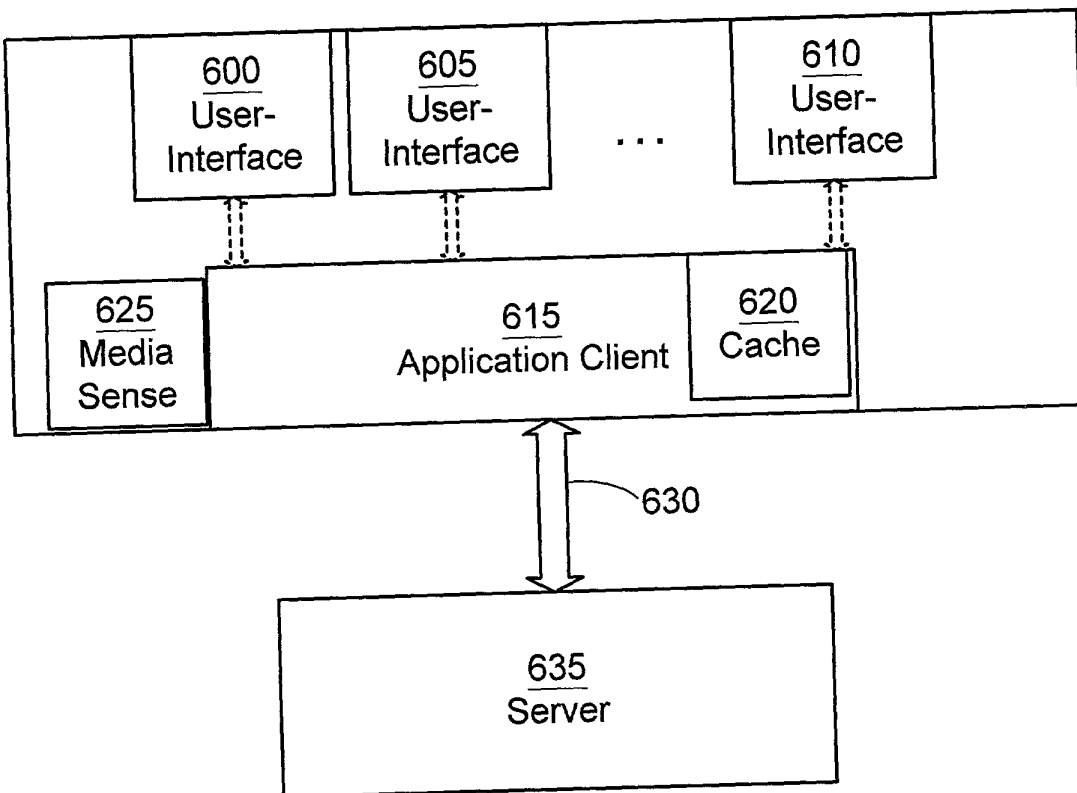 600
User-
Interface
605
User-
Interface
...
610
User-
Interface
625
Media
Sense
615
Application Client
620
Cache
630
635
Server